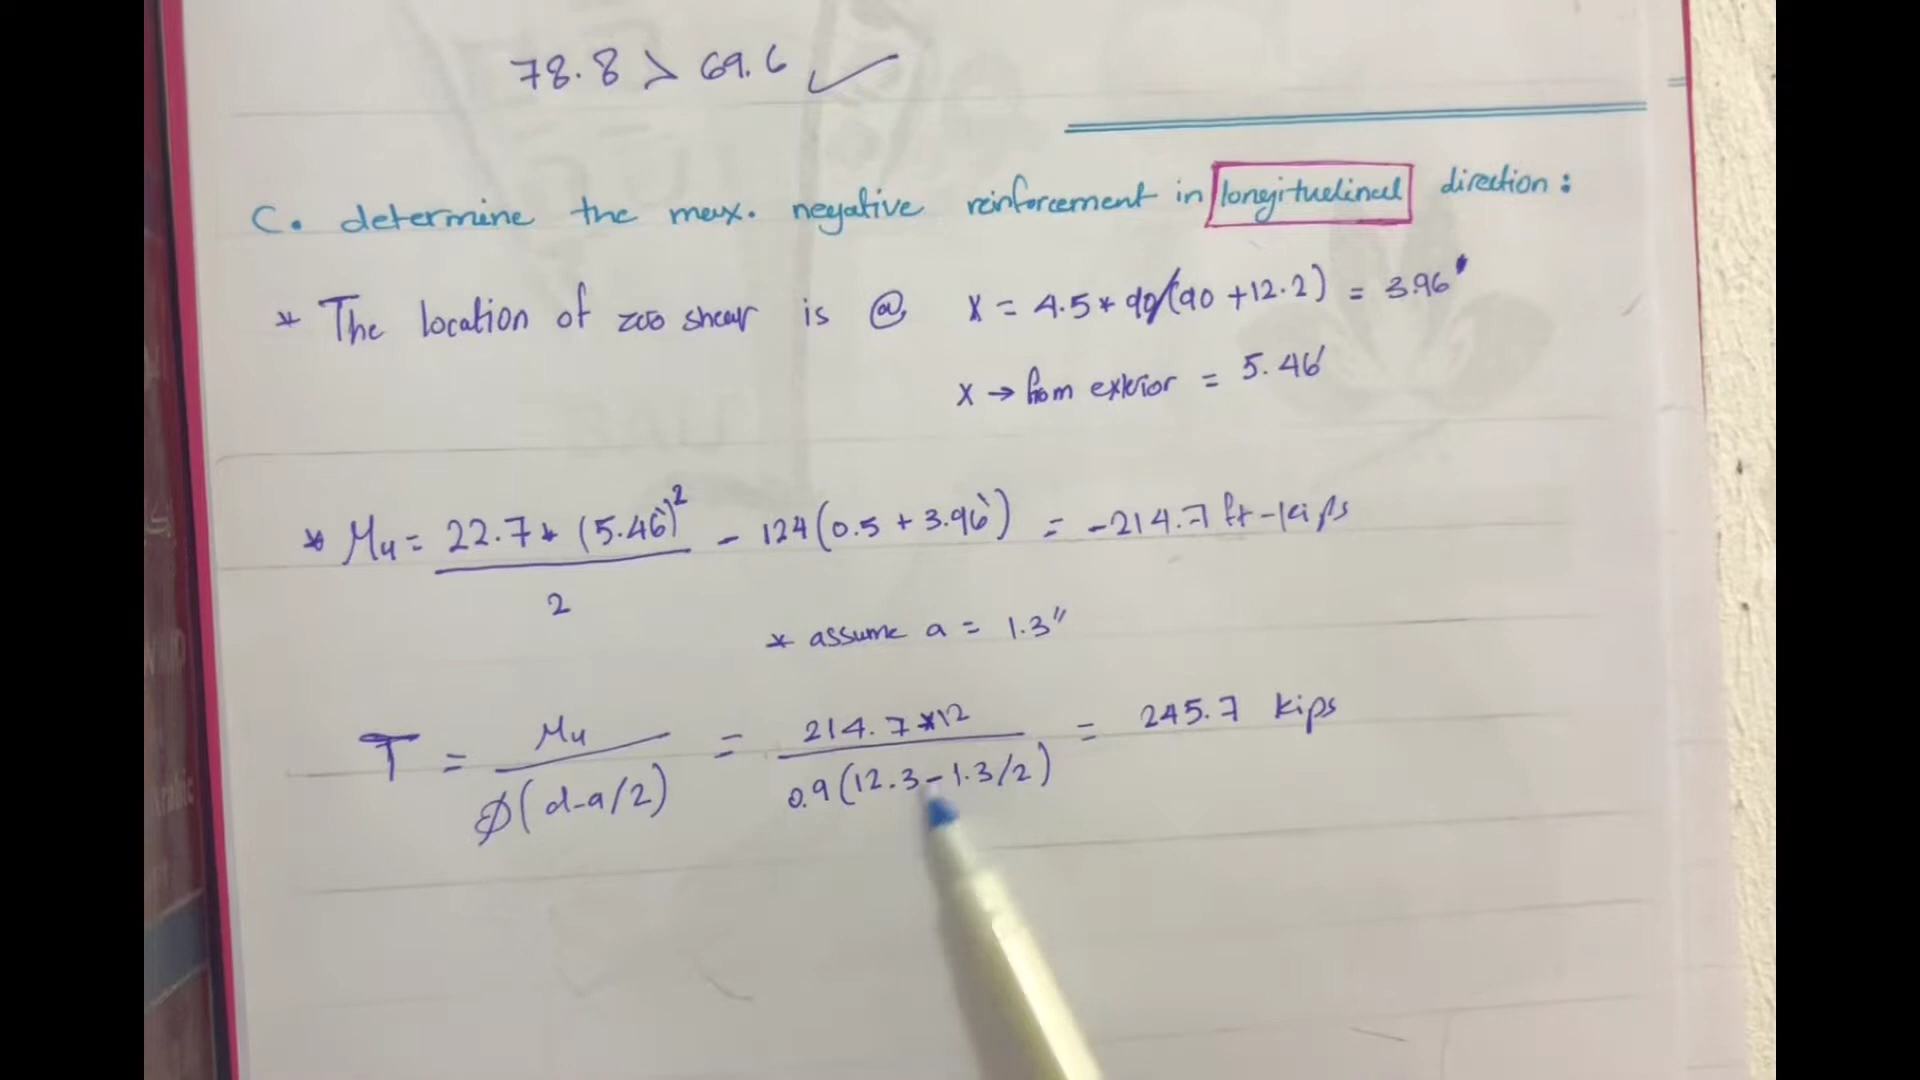 78.8 > 69.6 ✓
C. determine the max. negative reinforcement in longitudinal direction:
* The location of zero shear is @ X = 4.5 * 90/(90 + 12.2) = 3.96'
X → from exterior = 5.46'
* Mu = 22.7 * (5.46')² / 2 - 124(0.5 + 3.96') = -214.7 ft-kips
* assume a = 1.3"
T = Mu / ϕ(d-a/2) = 214.7*12 / 0.9(12.3-1.3/2) = 245.7 kips